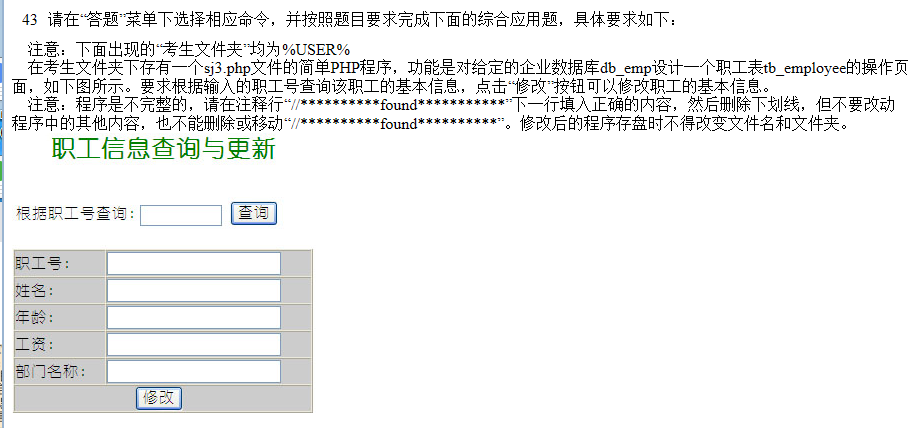 43 请在“答题”菜单下选择相应命令，并按照题目要求完成下面的综合应用题，具体要求如下：
注意：下面出现的“考生文件夹”均为%USER%
在考生文件夹下存有一个sj3.php文件的简单PHP程序，功能是对给定的企业数据库db_emp设计一个职工表tb_employee的操作页
面，如下图所示。要求根据输入的职工号查询该职工的基本信息，点击“修改”按钮可以修改职工的基本信息。
注意：程序是不完整的，请在注释行“//**********found***********”下一行填入正确的内容，然后删除下划线，但不要改动
程序中的其他内容，也不能删除或移动“//**********found**********”。修改后的程序存盘时不得改变文件名和文件夹。
职工信息查询与更新
根据职工号查询: 查询
职工号:
姓名:
年龄:
工资:
部门名称:
修改